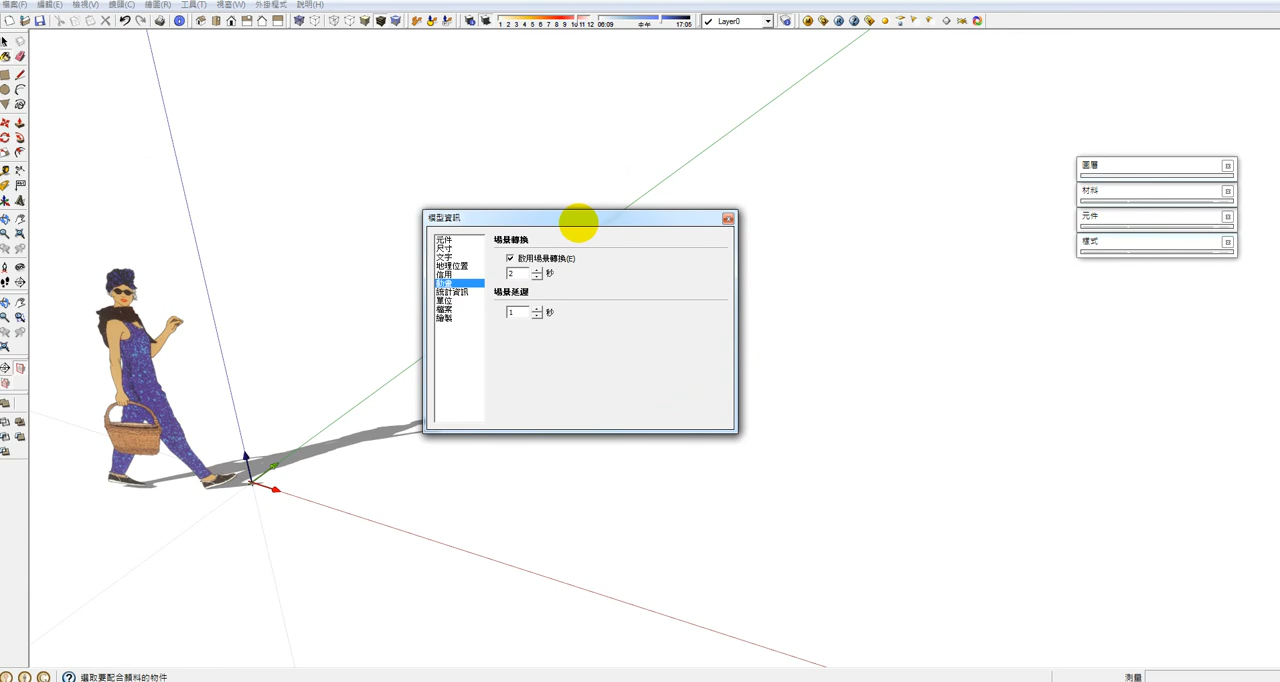 檔案(F) 編輯(E) 檢視(V) 鏡頭(C) 繪圖(R) 工具(T) 視窗(W) 外掛程式 說明(H)
1 2 3 4 5 6 7 8 9 10 11 12 06:09 中午 17:05 Layer0
圖層
材料
元件
樣式
模型資訊
元件
尺寸
文字
地理位置
信用
動畫
統計資訊
單位
檔案
繪製
場景轉換
啟用場景轉換(E)
2 秒
場景延遲
1 秒
選取要配合顏料的物件
測量